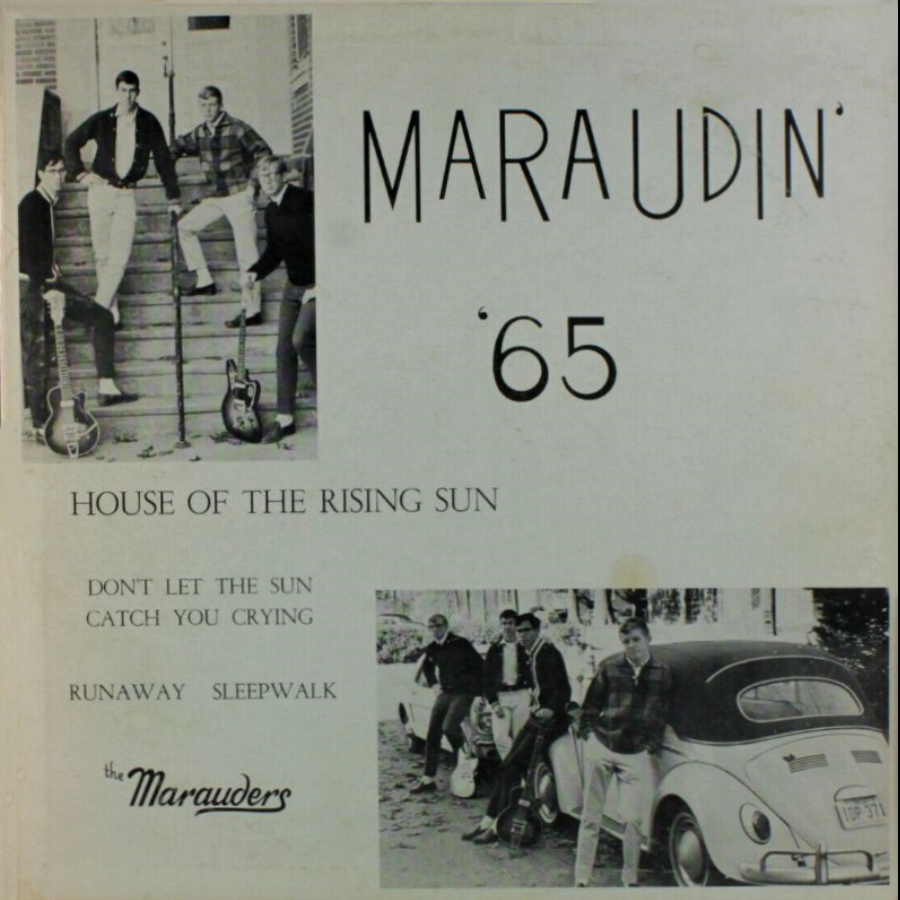 MARAUDIN'
'65
HOUSE OF THE RISING SUN
DON'T LET THE SUN
CATCH YOU CRYING
RUNAWAY SLEEPWALK
the Marauders